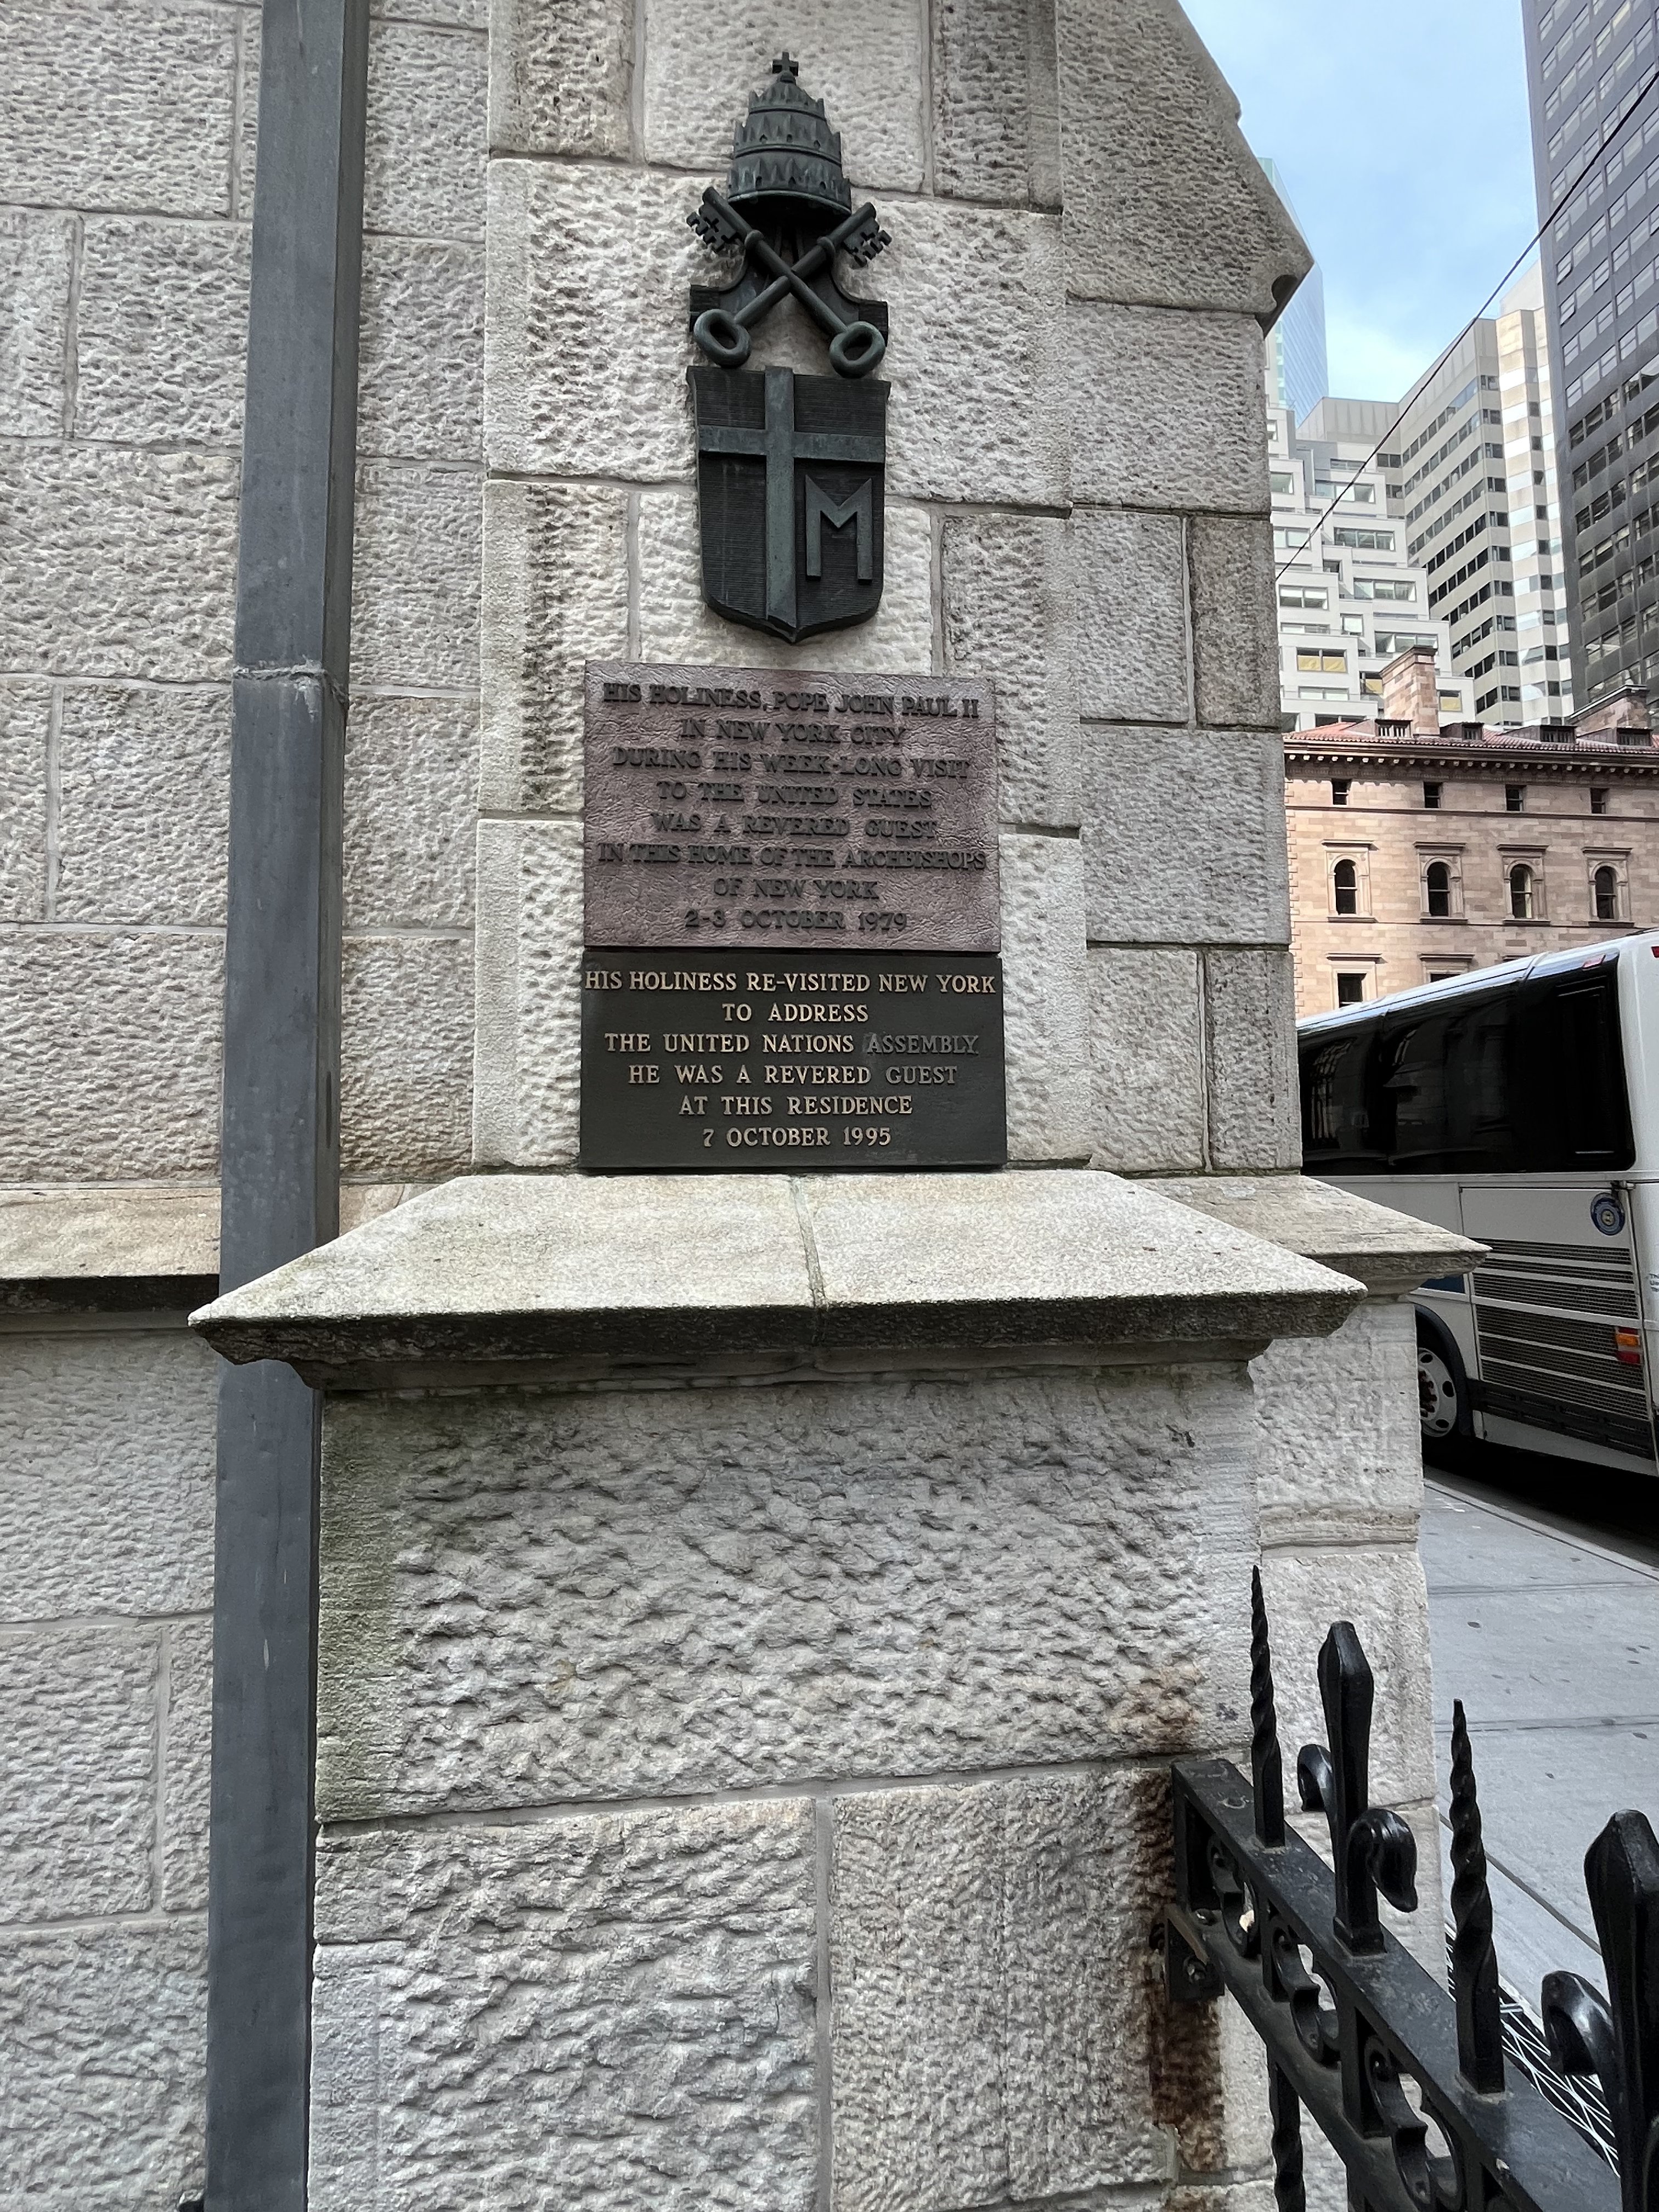 M
HIS HOLINESS, POPE JOHN PAUL II
IN NEW YORK CITY
DURING HIS WEEK-LONG VISIT
TO THE UNITED STATES
WAS A REVERED GUEST
IN THIS HOME OF THE ARCHBISHOPS
OF NEW YORK
2-3 OCTOBER 1979
HIS HOLINESS RE-VISITED NEW YORK
TO ADDRESS
THE UNITED NATIONS ASSEMBLY
HE WAS A REVERED GUEST
AT THIS RESIDENCE
7 OCTOBER 1995